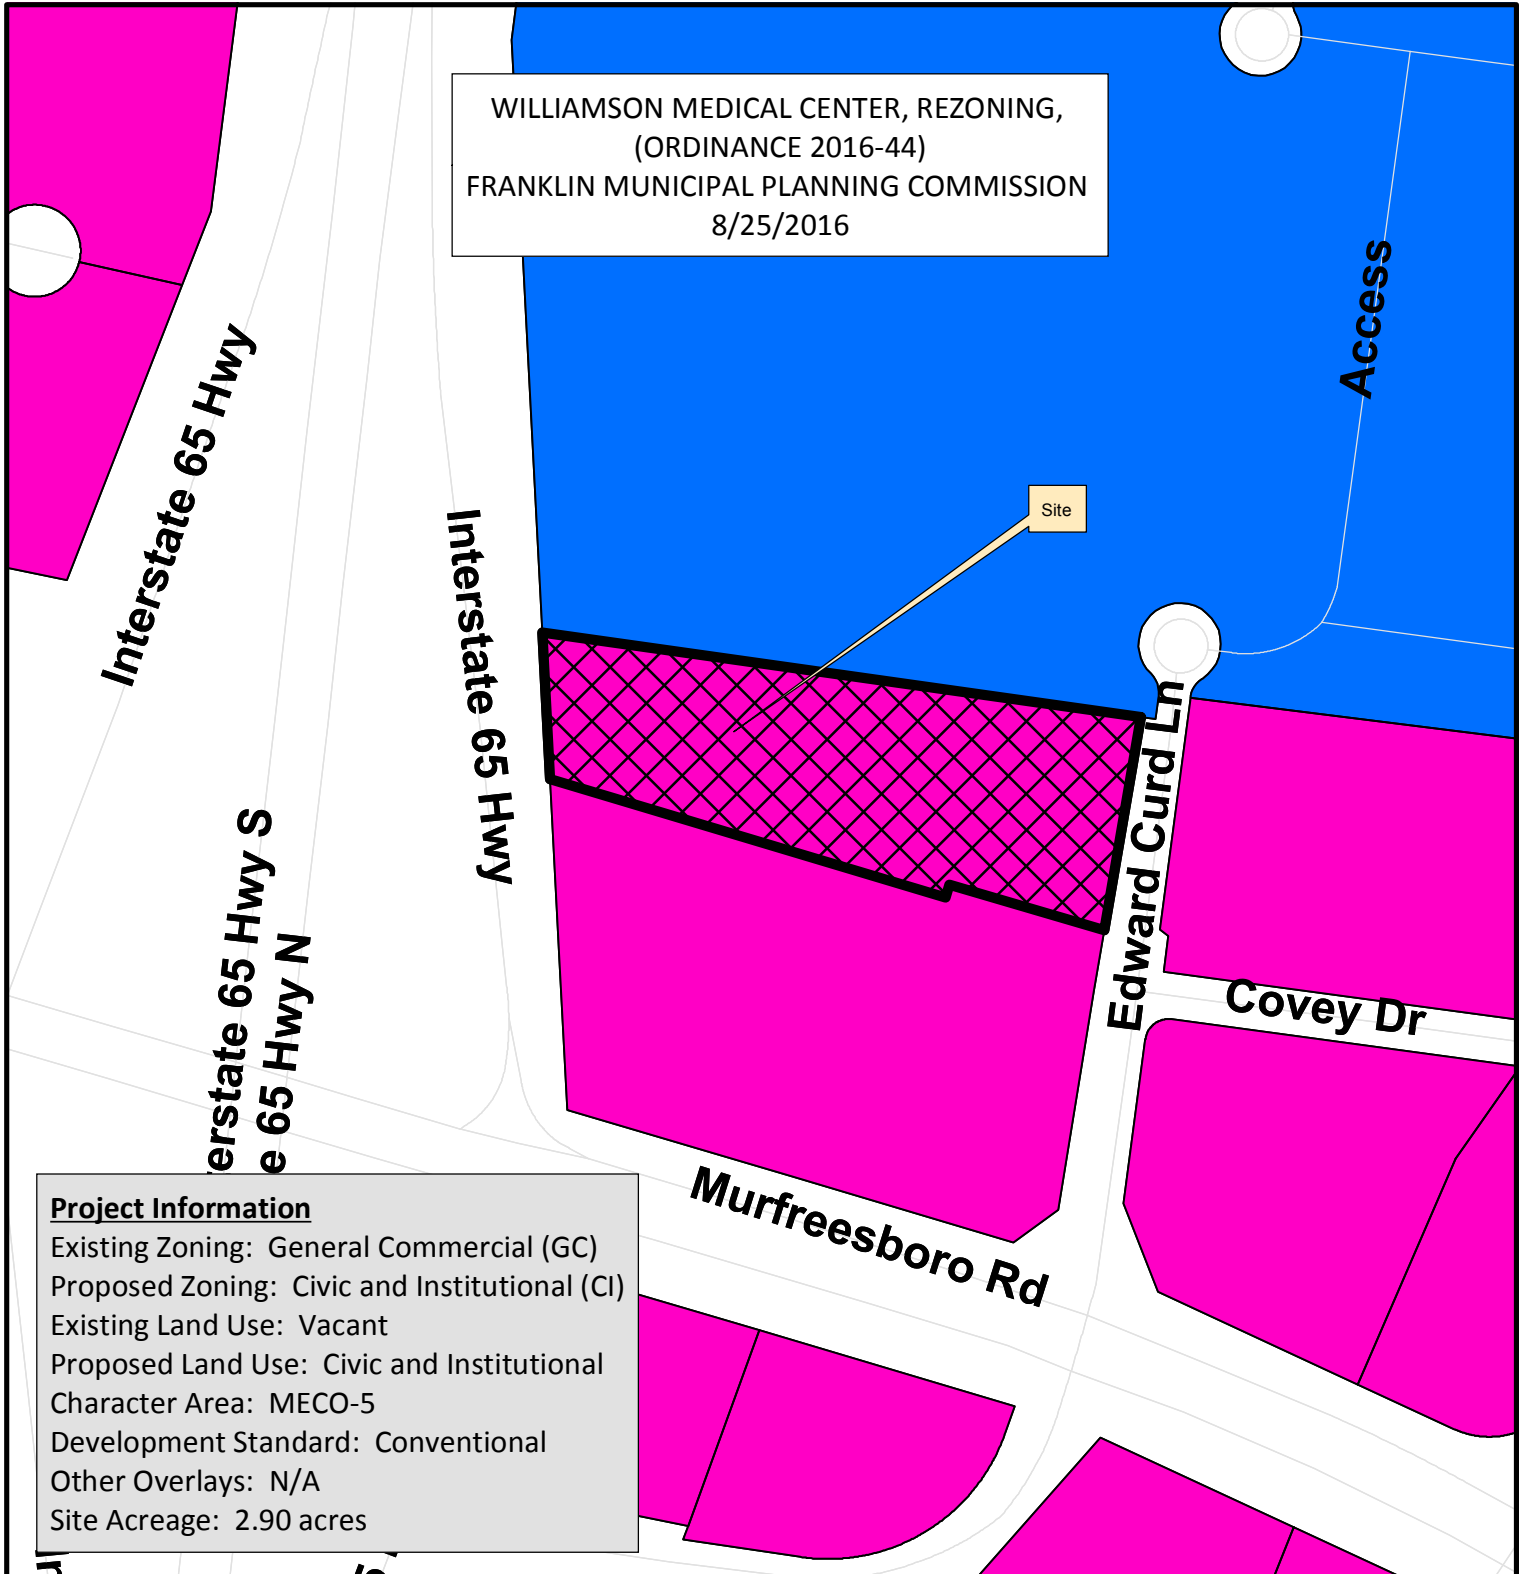 WILLIAMSON MEDICAL CENTER, REZONING,
(ORDINANCE 2016-44)
FRANKLIN MUNICIPAL PLANNING COMMISSION
8/25/2016
Access
Interstate 65 Hwy
Site
Interstate 65 Hwy
Edward Curd Ln
erstate 65 Hwy S
e 65 Hwy N
Covey Dr
Murfreesboro Rd
Project Information
Existing Zoning: General Commercial (GC)
Proposed Zoning: Civic and Institutional (CI)
Existing Land Use: Vacant
Proposed Land Use: Civic and Institutional
Character Area: MECO-5
Development Standard: Conventional
Other Overlays: N/A
Site Acreage: 2.90 acres